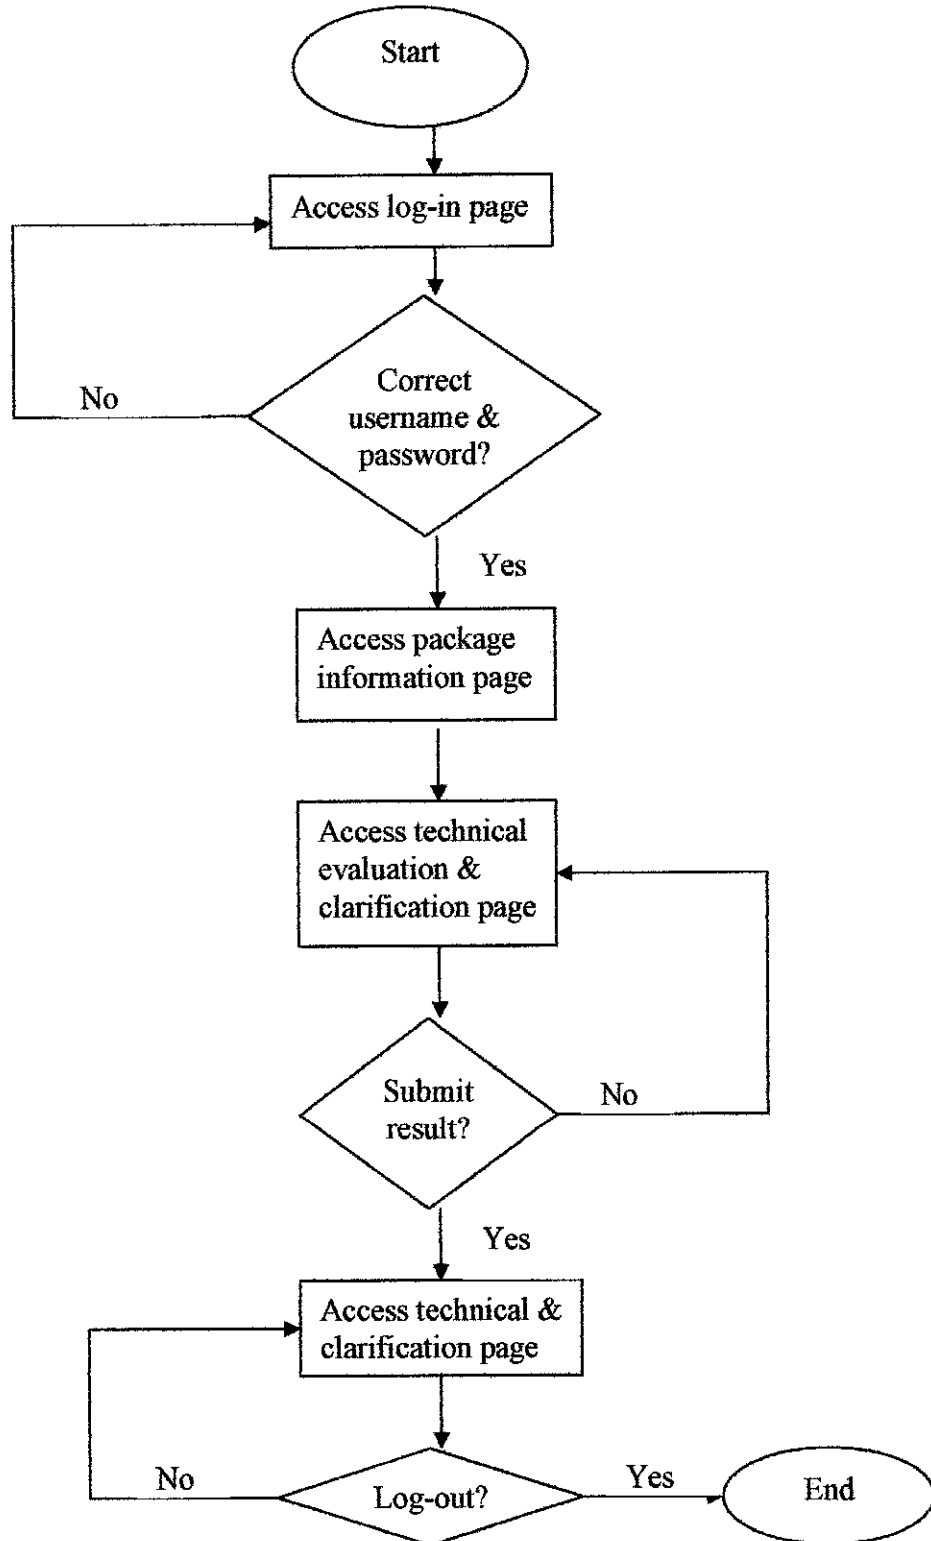 Start
Access log-in page
Correct
username &
password?
No
Yes
Access package
information page
Access technical
evaluation &
clarification page
Submit
result?
No
Yes
Access technical &
clarification page
No
Log-out?
Yes
End